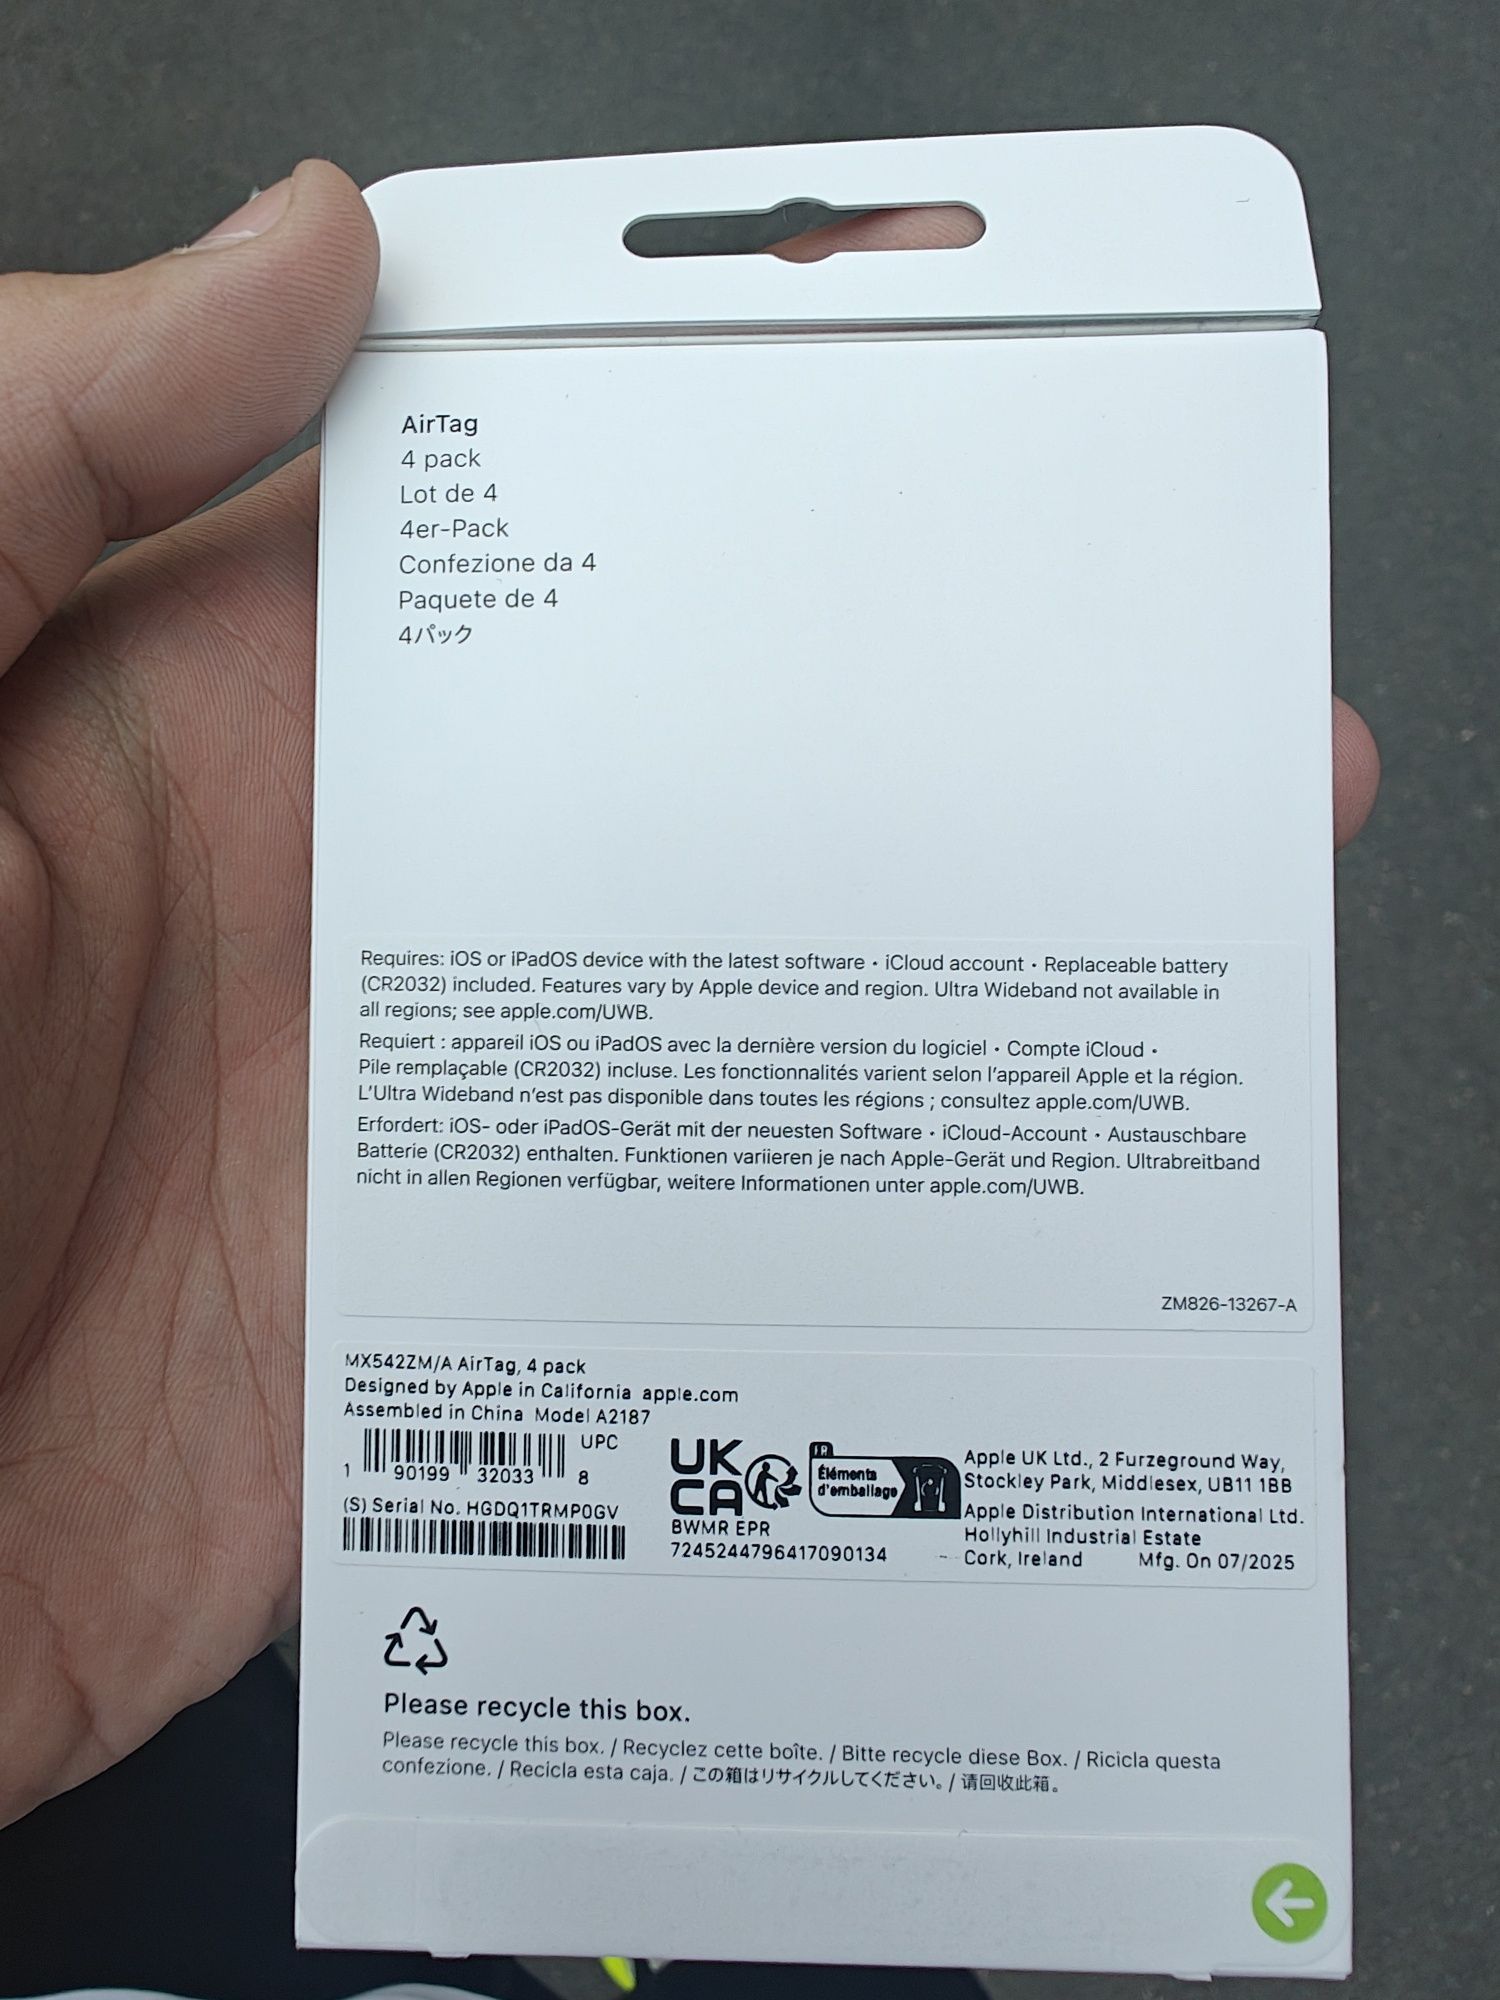 AirTag
4 pack
Lot de 4
4er-Pack
Confezione da 4
Paquete de 4
4パック
Requires: iOS or iPadOS device with the latest software • iCloud account • Replaceable battery
(CR2032) included. Features vary by Apple device and region. Ultra Wideband not available in
all regions; see apple.com/UWB.
Requiert : appareil iOS ou iPadOS avec la dernière version du logiciel • Compte iCloud •
Pile remplaçable (CR2032) incluse. Les fonctionnalités varient selon l’appareil Apple et la région.
L’Ultra Wideband n’est pas disponible dans toutes les régions ; consultez apple.com/UWB.
Erfordert: iOS- oder iPadOS-Gerät mit der neuesten Software • iCloud-Account • Austauschbare
Batterie (CR2032) enthalten. Funktionen variieren je nach Apple-Gerät und Region. Ultrabreitband
nicht in allen Regionen verfügbar, weitere Informationen unter apple.com/UWB.
ZM826-13267-A
MX542ZM/A AirTag, 4 pack
Designed by Apple in California apple.com
Assembled in China Model A2187
UPC
1 90199 32033 8
(S) Serial No. HGDQ1TRMP0GV
UK
CA
BWMR EPR
7245244796417090134
FR
Éléments
d'emballage
Apple UK Ltd., 2 Furzeground Way,
Stockley Park, Middlesex, UB11 1BB
Apple Distribution International Ltd.
Hollyhill Industrial Estate
Cork, Ireland Mfg. On 07/2025
Please recycle this box.
Please recycle this box. / Recyclez cette boîte. / Bitte recycle diese Box. / Ricicla questa
confezione. / Recicla esta caja. / この箱はリサイクルしてください。/ 请回收此箱。